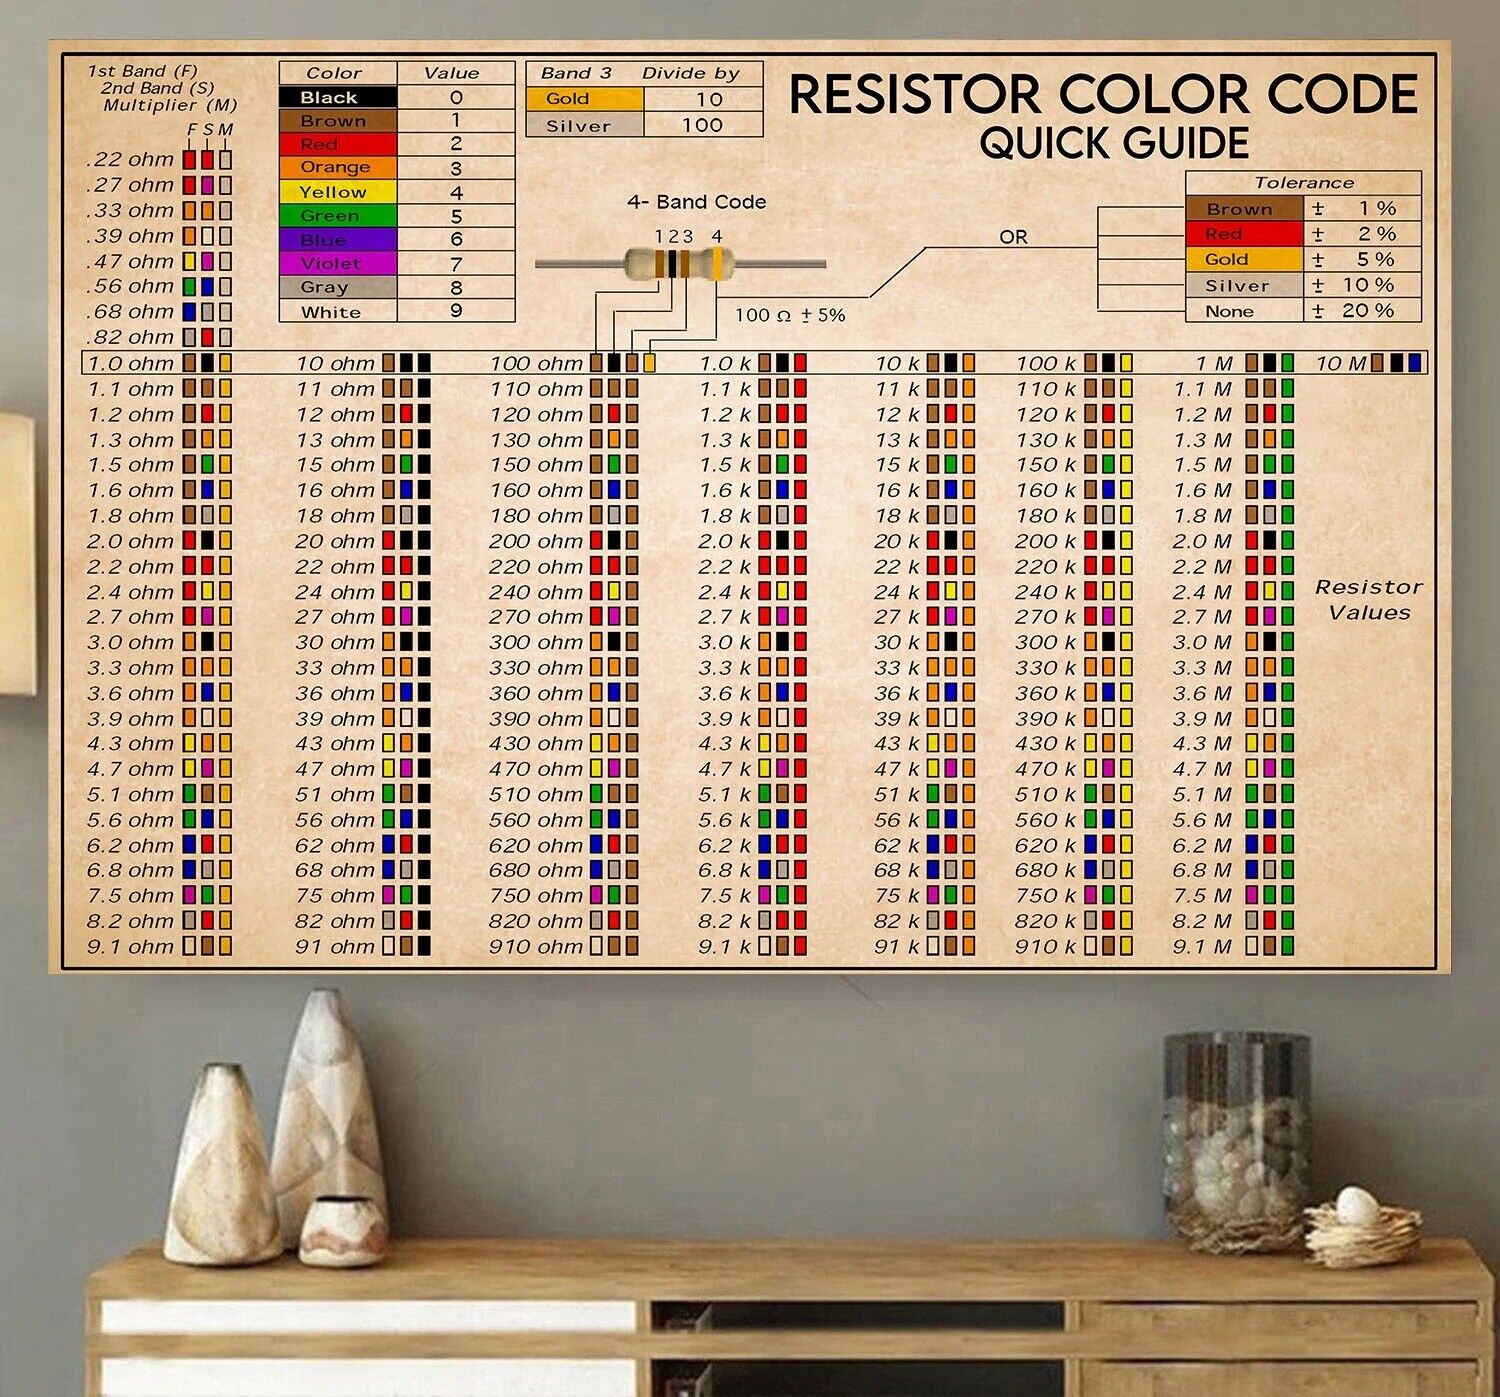 1st Band (F)
2nd Band (S)
Multiplier (M)
F S M
.22 ohm
.27 ohm
.33 ohm
.39 ohm
.47 ohm
.56 ohm
.68 ohm
.82 ohm
Color Value
Black 0
Brown 1
Red 2
Orange 3
Yellow 4
Green 5
Blue 6
Violet 7
Gray 8
White 9
Band 3 Divide by
Gold 10
Silver 100
RESISTOR COLOR CODE
QUICK GUIDE
4- Band Code
1 2 3 4
100 Ω ± 5%
OR
Tolerance
Brown ± 1 %
Red ± 2 %
Gold ± 5 %
Silver ± 10 %
None ± 20 %
1.0 ohm 10 ohm 100 ohm 1.0 k 10 k 100 k 1 M 10 M
1.1 ohm 11 ohm 110 ohm 1.1 k 11 k 110 k 1.1 M
1.2 ohm 12 ohm 120 ohm 1.2 k 12 k 120 k 1.2 M
1.3 ohm 13 ohm 130 ohm 1.3 k 13 k 130 k 1.3 M
1.5 ohm 15 ohm 150 ohm 1.5 k 15 k 150 k 1.5 M
1.6 ohm 16 ohm 160 ohm 1.6 k 16 k 160 k 1.6 M
1.8 ohm 18 ohm 180 ohm 1.8 k 18 k 180 k 1.8 M
2.0 ohm 20 ohm 200 ohm 2.0 k 20 k 200 k 2.0 M
2.2 ohm 22 ohm 220 ohm 2.2 k 22 k 220 k 2.2 M
2.4 ohm 24 ohm 240 ohm 2.4 k 24 k 240 k 2.4 M
2.7 ohm 27 ohm 270 ohm 2.7 k 27 k 270 k 2.7 M
3.0 ohm 30 ohm 300 ohm 3.0 k 30 k 300 k 3.0 M
3.3 ohm 33 ohm 330 ohm 3.3 k 33 k 330 k 3.3 M
3.6 ohm 36 ohm 360 ohm 3.6 k 36 k 360 k 3.6 M
3.9 ohm 39 ohm 390 ohm 3.9 k 39 k 390 k 3.9 M
4.3 ohm 43 ohm 430 ohm 4.3 k 43 k 430 k 4.3 M
4.7 ohm 47 ohm 470 ohm 4.7 k 47 k 470 k 4.7 M
5.1 ohm 51 ohm 510 ohm 5.1 k 51 k 510 k 5.1 M
5.6 ohm 56 ohm 560 ohm 5.6 k 56 k 560 k 5.6 M
6.2 ohm 62 ohm 620 ohm 6.2 k 62 k 620 k 6.2 M
6.8 ohm 68 ohm 680 ohm 6.8 k 68 k 680 k 6.8 M
7.5 ohm 75 ohm 750 ohm 7.5 k 75 k 750 k 7.5 M
8.2 ohm 82 ohm 820 ohm 8.2 k 82 k 820 k 8.2 M
9.1 ohm 91 ohm 910 ohm 9.1 k 91 k 910 k 9.1 M
Resistor
Values